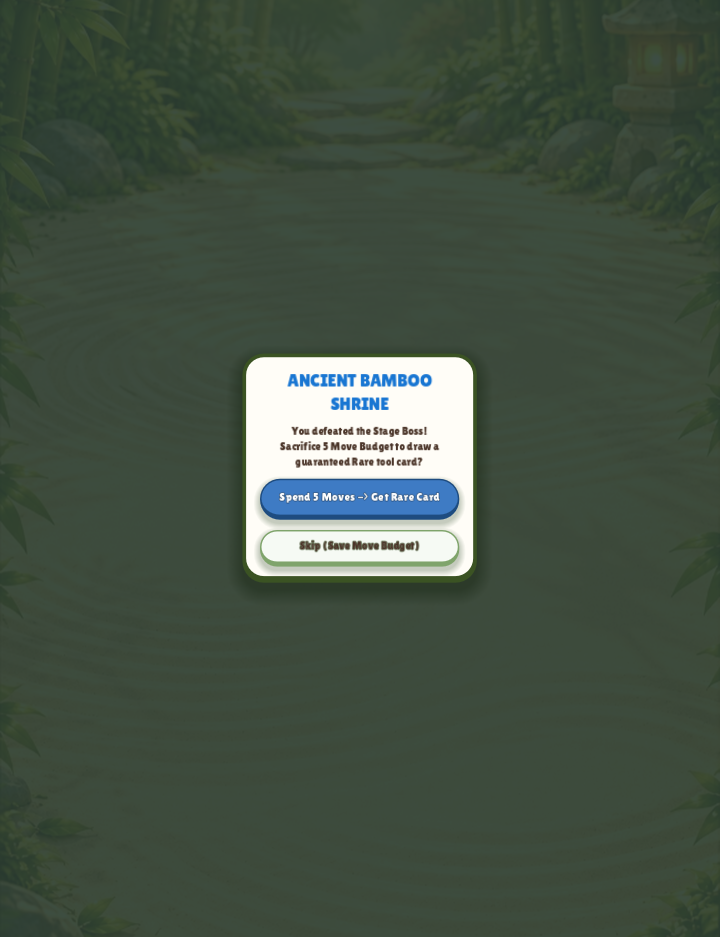 ANCIENT BAMBOO
SHRINE
You defeated the Stage Boss!
Sacrifice 5 Move Budget to draw a
guaranteed Rare tool card?
Spend 5 Moves -> Get Rare Card
Skip (Save Move Budget)